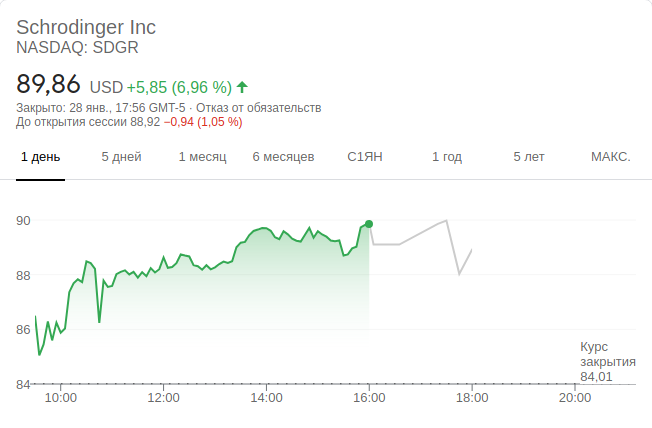 Schrodinger Inc
NASDAQ: SDGR
89,86 USD +5,85 (6,96 %)
Закрыто: 28 янв., 17:56 GMT-5 · Отказ от обязательств
До открытия сессии 88,92 −0,94 (1,05 %)
1 день 5 дней 1 месяц 6 месяцев С1ЯН 1 год 5 лет МАКС.
90
88
86
84
Курс
закрытия
84,01
10:00 12:00 14:00 16:00 18:00 20:00